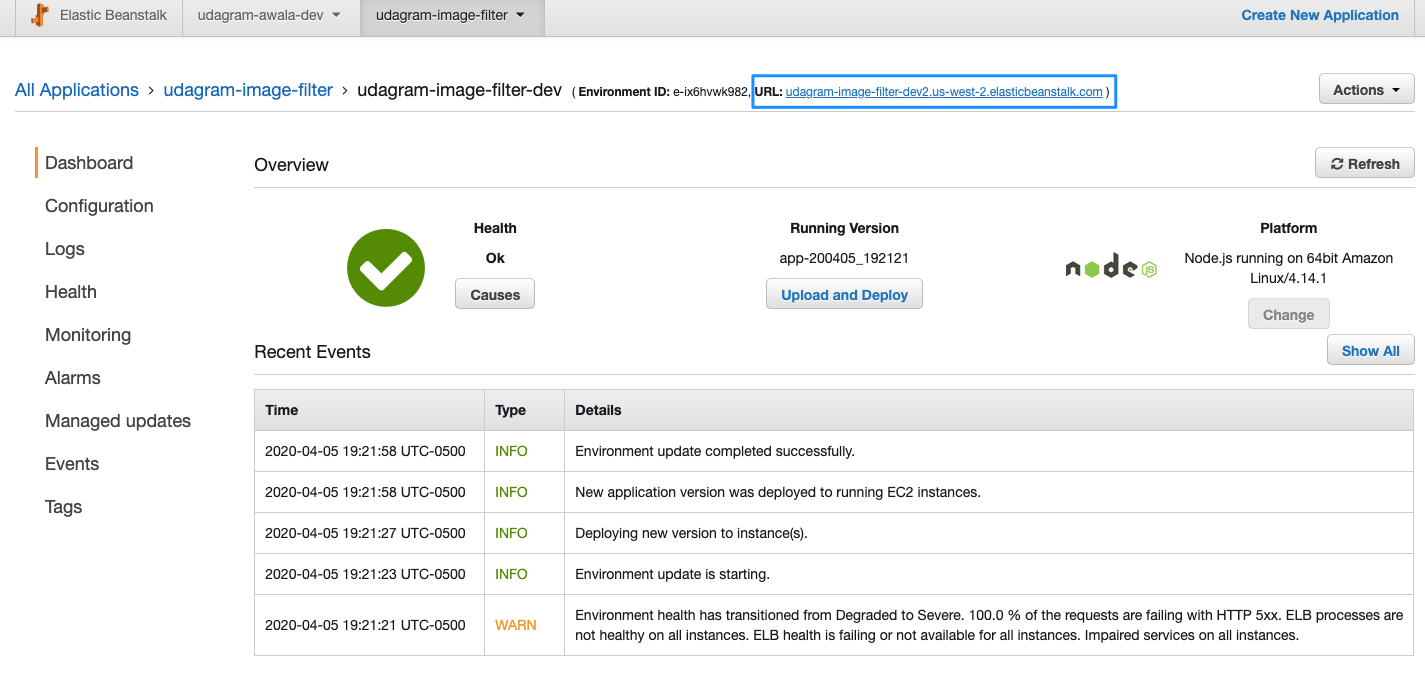 Elastic Beanstalk udagram-awala-dev udagram-image-filter Create New Application
All Applications › udagram-image-filter › udagram-image-filter-dev ( Environment ID: e-ix6hvwk982, URL: udagram-image-filter-dev2.us-west-2.elasticbeanstalk.com )
Actions
Dashboard
Configuration
Logs
Health
Monitoring
Alarms
Managed updates
Events
Tags
Overview
Refresh
Health
Ok
Causes
Running Version
app-200405_192121
Upload and Deploy
node
JS
Platform
Node.js running on 64bit Amazon
Linux/4.14.1
Change
Recent Events
Show All
Time Type Details
2020-04-05 19:21:58 UTC-0500 INFO Environment update completed successfully.
2020-04-05 19:21:58 UTC-0500 INFO New application version was deployed to running EC2 instances.
2020-04-05 19:21:27 UTC-0500 INFO Deploying new version to instance(s).
2020-04-05 19:21:23 UTC-0500 INFO Environment update is starting.
2020-04-05 19:21:21 UTC-0500 WARN Environment health has transitioned from Degraded to Severe. 100.0 % of the requests are failing with HTTP 5xx. ELB processes are
not healthy on all instances. ELB health is failing or not available for all instances. Impaired services on all instances.